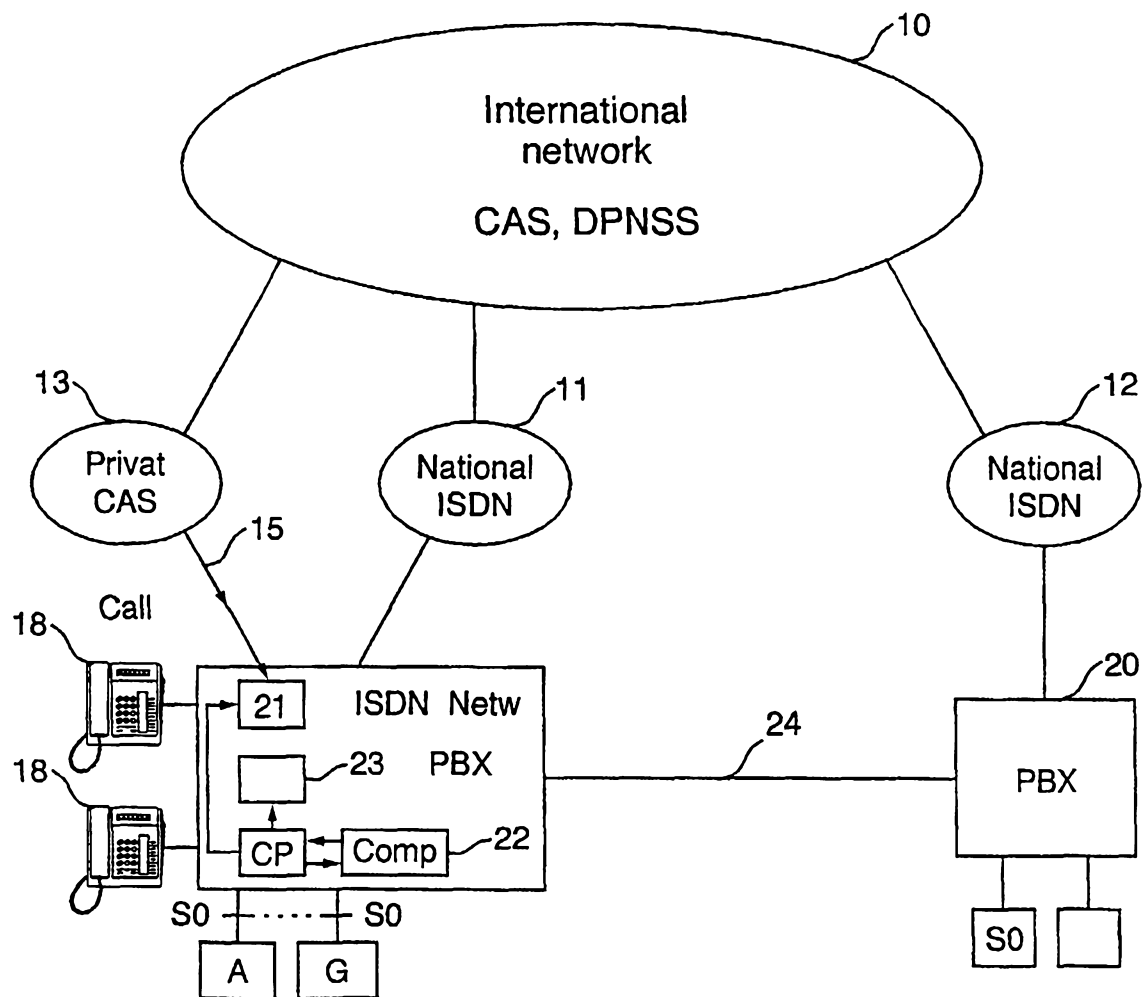 10
International
network
CAS, DPNSS
13
11
12
Privat
CAS
National
ISDN
National
ISDN
15
Call
18
21
ISDN Netw
20
18
23
PBX
24
PBX
CP
Comp
22
S0
S0
S0
A
G